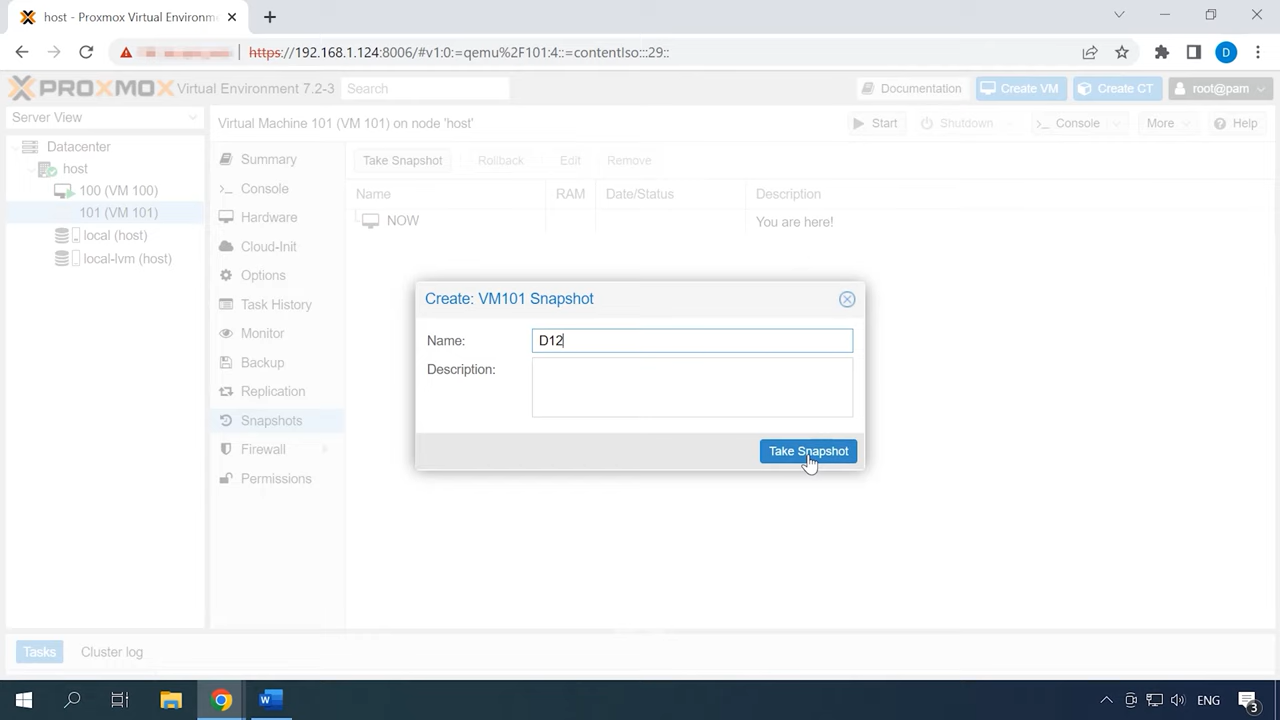 host - Proxmox Virtual Environm
https://192.168.1.124:8006/#v1:0:=qemu%2F101:4::=contentIso:::29::
D
PROXMOX Virtual Environment 7.2-3 Search Documentation Create VM Create CT root@pam
Server View
Virtual Machine 101 (VM 101) on node 'host' Start Shutdown Console More Help
Datacenter
host
100 (VM 100)
101 (VM 101)
local (host)
local-lvm (host)
Summary
Console
Hardware
Cloud-Init
Options
Task History
Monitor
Backup
Replication
Snapshots
Firewall
Permissions
Take Snapshot Rollback Edit Remove
Name RAM Date/Status Description
NOW You are here!
Create: VM101 Snapshot
Name: D12
Description:
Take Snapshot
Tasks Cluster log
W ENG 3